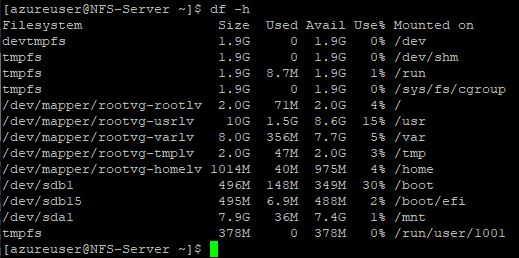 [azureuser@NFS-Server ~]$ df -h
Filesystem                 Size  Used Avail Use% Mounted on
devtmpfs                   1.9G     0  1.9G   0% /dev
tmpfs                      1.9G     0  1.9G   0% /dev/shm
tmpfs                      1.9G  8.7M  1.9G   1% /run
tmpfs                      1.9G     0  1.9G   0% /sys/fs/cgroup
/dev/mapper/rootvg-rootlv  2.0G   71M  2.0G   4% /
/dev/mapper/rootvg-usrlv    10G  1.5G  8.6G  15% /usr
/dev/mapper/rootvg-varlv   8.0G  356M  7.7G   5% /var
/dev/mapper/rootvg-tmplv   2.0G   47M  2.0G   3% /tmp
/dev/mapper/rootvg-homelv 1014M   40M  975M   4% /home
/dev/sdb1                  496M  148M  349M  30% /boot
/dev/sdb15                 495M  6.9M  488M   2% /boot/efi
/dev/sda1                  7.9G   36M  7.4G   1% /mnt
tmpfs                      378M     0  378M   0% /run/user/1001
[azureuser@NFS-Server ~]$